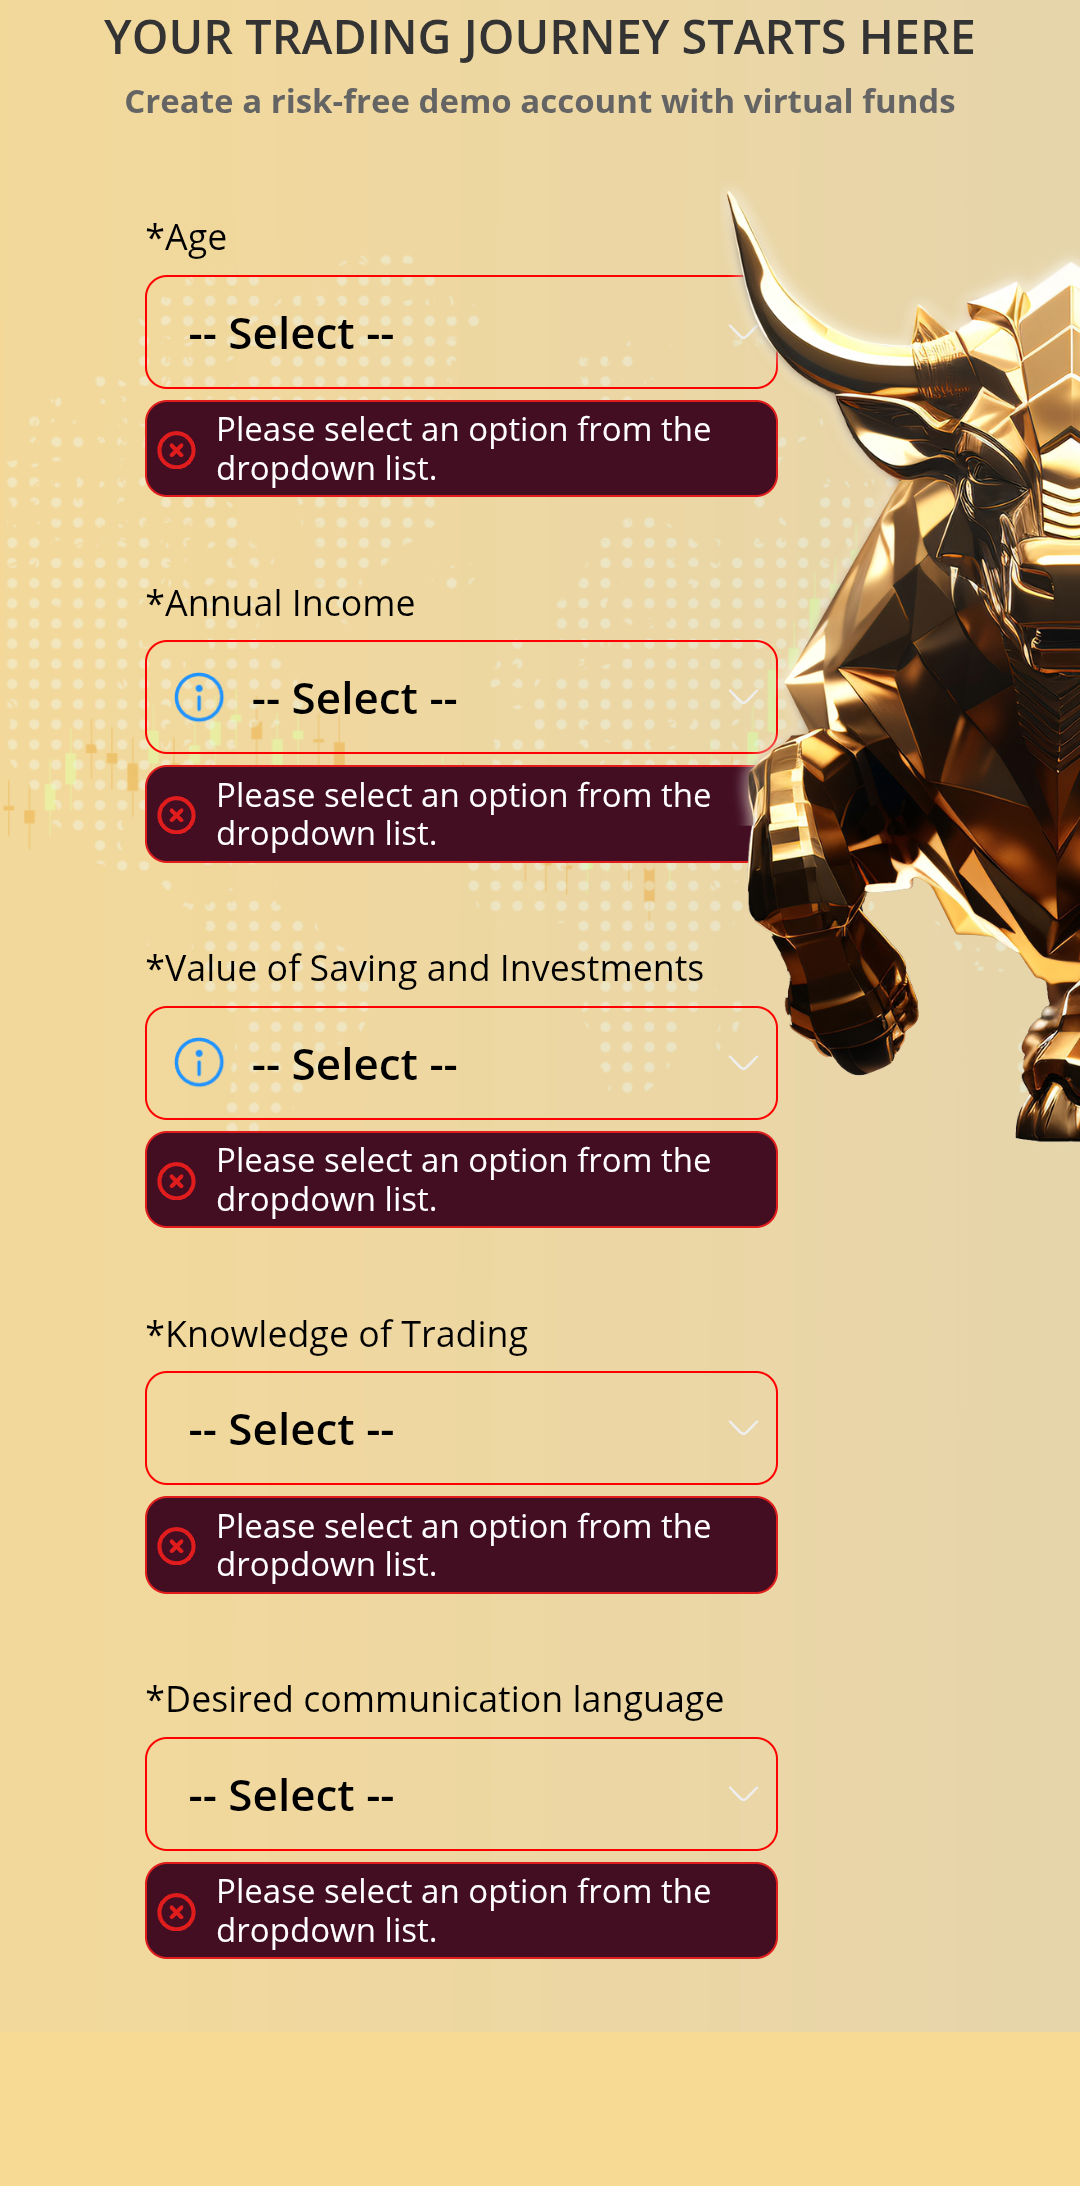 YOUR TRADING JOURNEY STARTS HERE
Create a risk-free demo account with virtual funds
*Age
-- Select --
Please select an option from the
dropdown list.
*Annual Income
-- Select --
Please select an option from the
dropdown list.
*Value of Saving and Investments
-- Select --
Please select an option from the
dropdown list.
*Knowledge of Trading
-- Select --
Please select an option from the
dropdown list.
*Desired communication language
-- Select --
Please select an option from the
dropdown list.